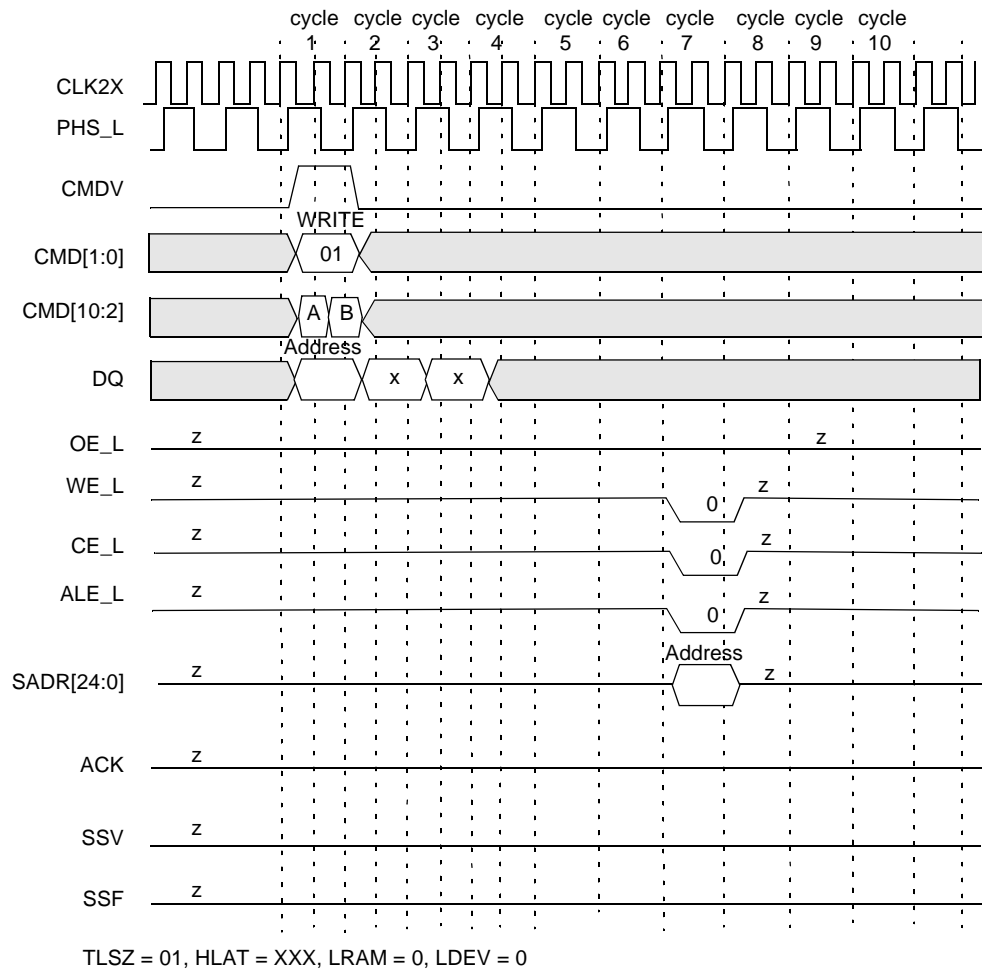 cycle cycle cycle cycle cycle cycle cycle cycle cycle cycle
1 2 3 4 5 6 7 8 9 10
CLK2X
PHS_L
CMDV
WRITE
CMD[1:0] 01
CMD[10:2] A B
Address
DQ x x
OE_L z z
WE_L z 0 z
CE_L z 0 z
ALE_L z 0 z
Address
SADR[24:0] z z
ACK z
SSV z
SSF z
TLSZ = 01, HLAT = XXX, LRAM = 0, LDEV = 0